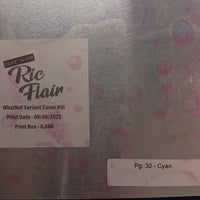 Ric
Flair
WhatNot Variant Cover #01
Print Date - 09/06/2022
Print Run - 5,000
Pg. 32 - Cyan